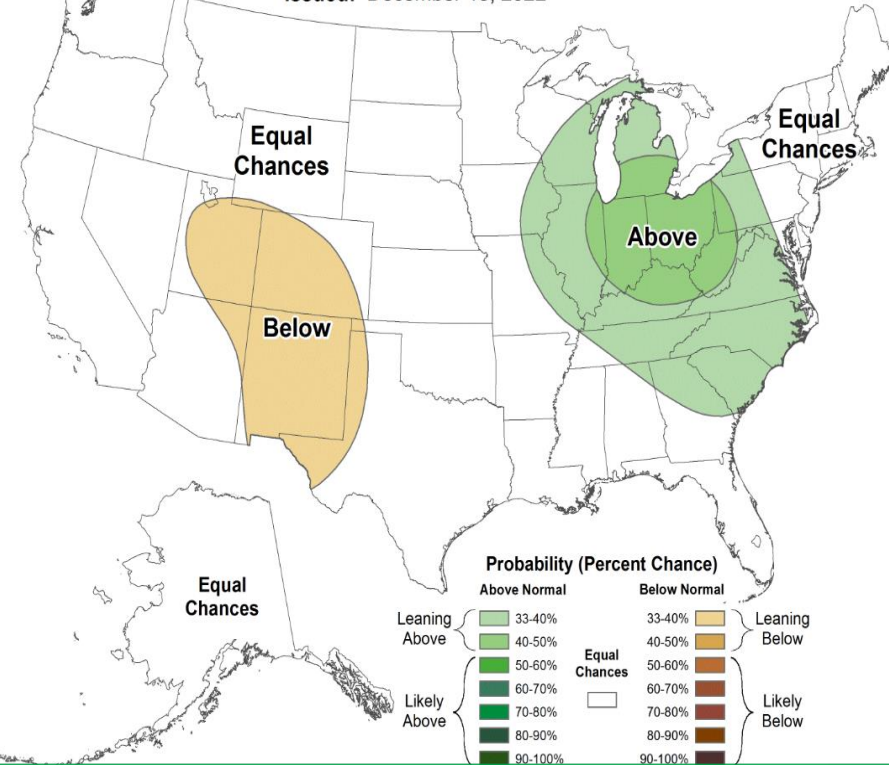 Equal
Chances
Equal
Chances
Above
Below
Equal
Chances
Probability (Percent Chance)
Above Normal
Below Normal
Leaning
Above
33-40%
40-50%
Likely
Above
50-60%
60-70%
70-80%
80-90%
90-100%
Equal
Chances
33-40%
40-50%
Leaning
Below
50-60%
60-70%
70-80%
80-90%
90-100%
Likely
Below